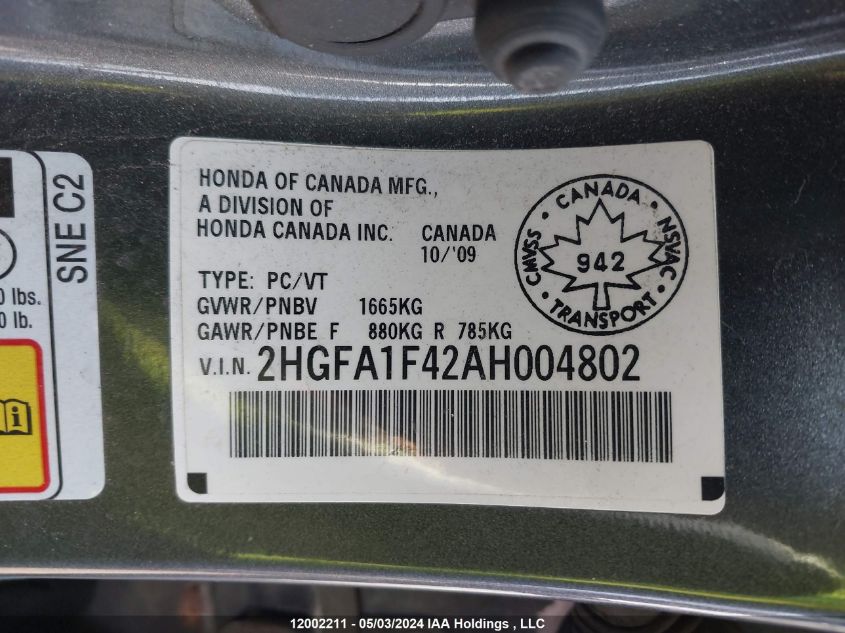 HONDA OF CANADA MFG.,
A DIVISION OF
HONDA CANADA INC. CANADA
10/'09
TYPE: PC/VT
GVWR/PNBV 1665KG
GAWR/PNBE F 880KG R 785KG
V.I.N. 2HGFA1F42AH004802
CANADA
CMVSS
942
NSVAC
TRANSPORT
SNE C2
0 lbs.
0 lb.
12002211 - 05/03/2024 IAA Holdings , LLC